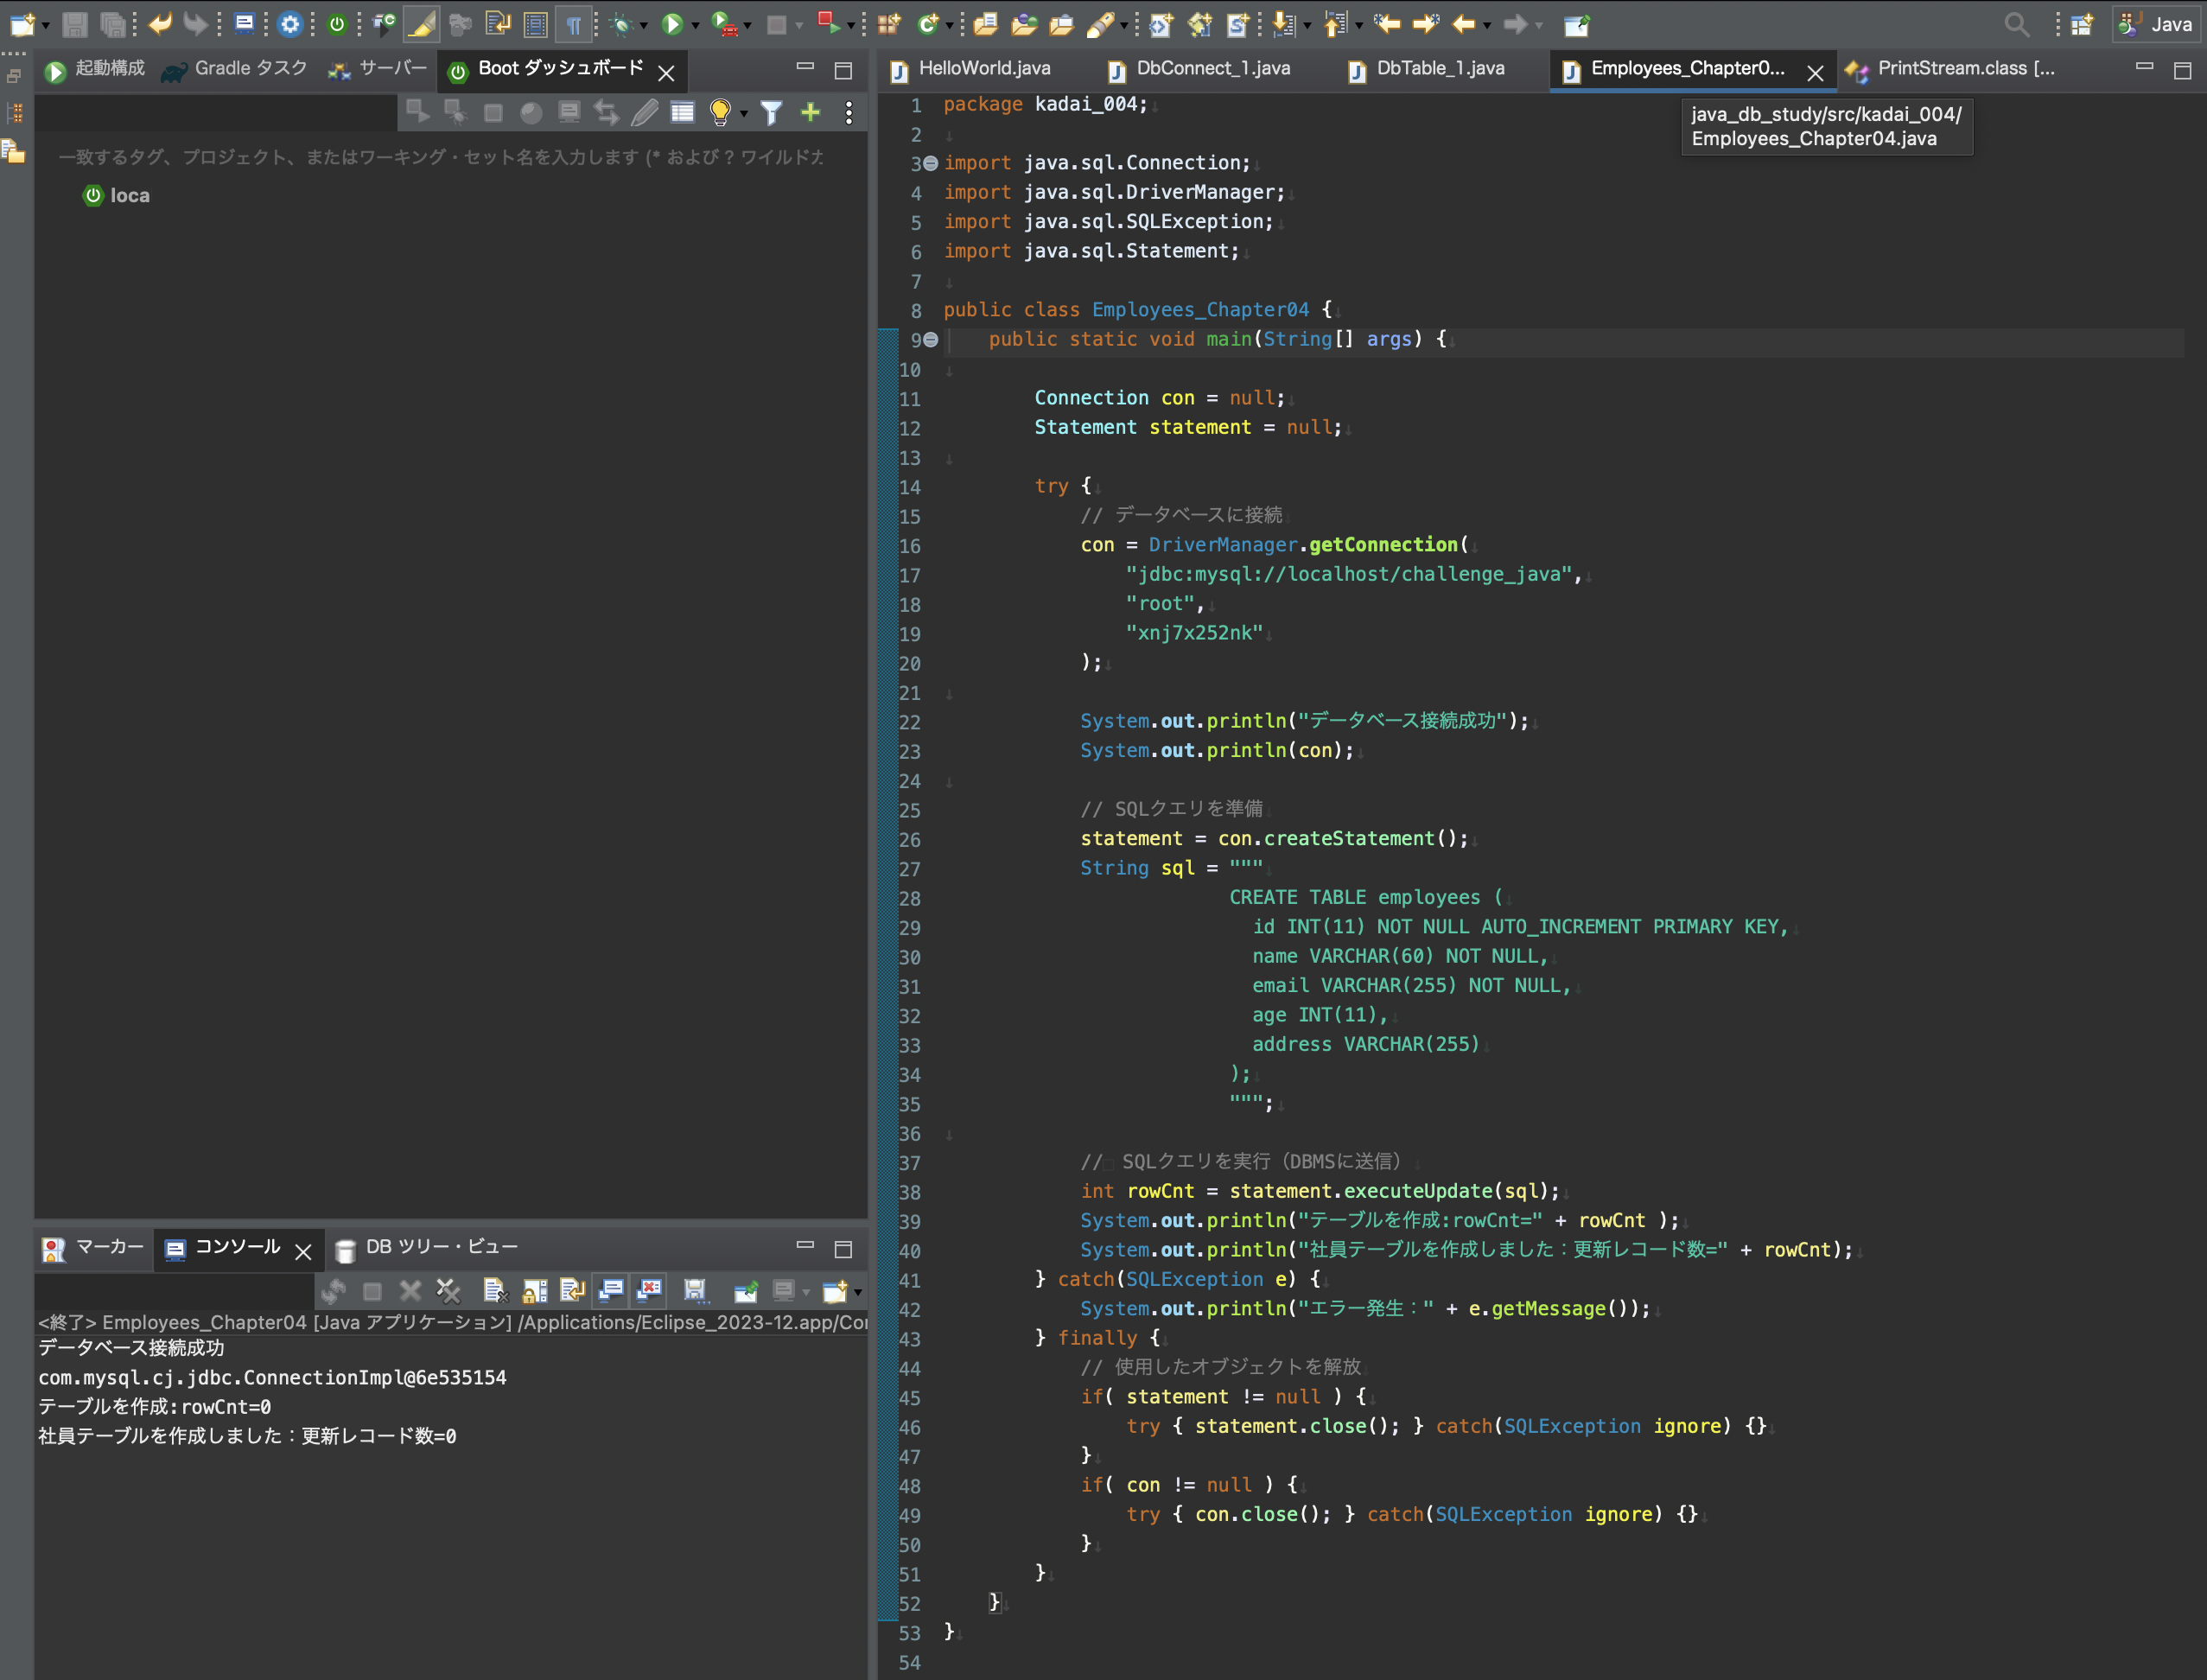 Java
起動構成
Gradle タスク
サーバー
Boot ダッシュボード
一致するタグ、プロジェクト、またはワーキング・セット名を入力します (* および ? ワイルドカ
loca
HelloWorld.java
DbConnect_1.java
DbTable_1.java
Employees_Chapter0...
PrintStream.class [...
java_db_study/src/kadai_004/
Employees_Chapter04.java
1 package kadai_004;
2
3 import java.sql.Connection;
4 import java.sql.DriverManager;
5 import java.sql.SQLException;
6 import java.sql.Statement;
7
8 public class Employees_Chapter04 {
9 public static void main(String[] args) {
10
11 Connection con = null;
12 Statement statement = null;
13
14 try {
15 // データベースに接続
16 con = DriverManager.getConnection(
17 "jdbc:mysql://localhost/challenge_java",
18 "root",
19 "xnj7x252nk"
20 );
21
22 System.out.println("データベース接続成功");
23 System.out.println(con);
24
25 // SQLクエリを準備
26 statement = con.createStatement();
27 String sql = """
28 CREATE TABLE employees (
29 id INT(11) NOT NULL AUTO_INCREMENT PRIMARY KEY,
30 name VARCHAR(60) NOT NULL,
31 email VARCHAR(255) NOT NULL,
32 age INT(11),
33 address VARCHAR(255)
34 );
35 """;
36
37 // SQLクエリを実行（DBMSに送信）
38 int rowCnt = statement.executeUpdate(sql);
39 System.out.println("テーブルを作成:rowCnt=" + rowCnt );
40 System.out.println("社員テーブルを作成しました：更新レコード数=" + rowCnt);
41 } catch(SQLException e) {
42 System.out.println("エラー発生：" + e.getMessage());
43 } finally {
44 // 使用したオブジェクトを解放
45 if( statement != null ) {
46 try { statement.close(); } catch(SQLException ignore) {}
47 }
48 if( con != null ) {
49 try { con.close(); } catch(SQLException ignore) {}
50 }
51 }
52 }
53 }
54
マーカー
コンソール
DB ツリー・ビュー
<終了> Employees_Chapter04 [Java アプリケーション] /Applications/Eclipse_2023-12.app/Con
データベース接続成功
com.mysql.cj.jdbc.ConnectionImpl@6e535154
テーブルを作成:rowCnt=0
社員テーブルを作成しました：更新レコード数=0